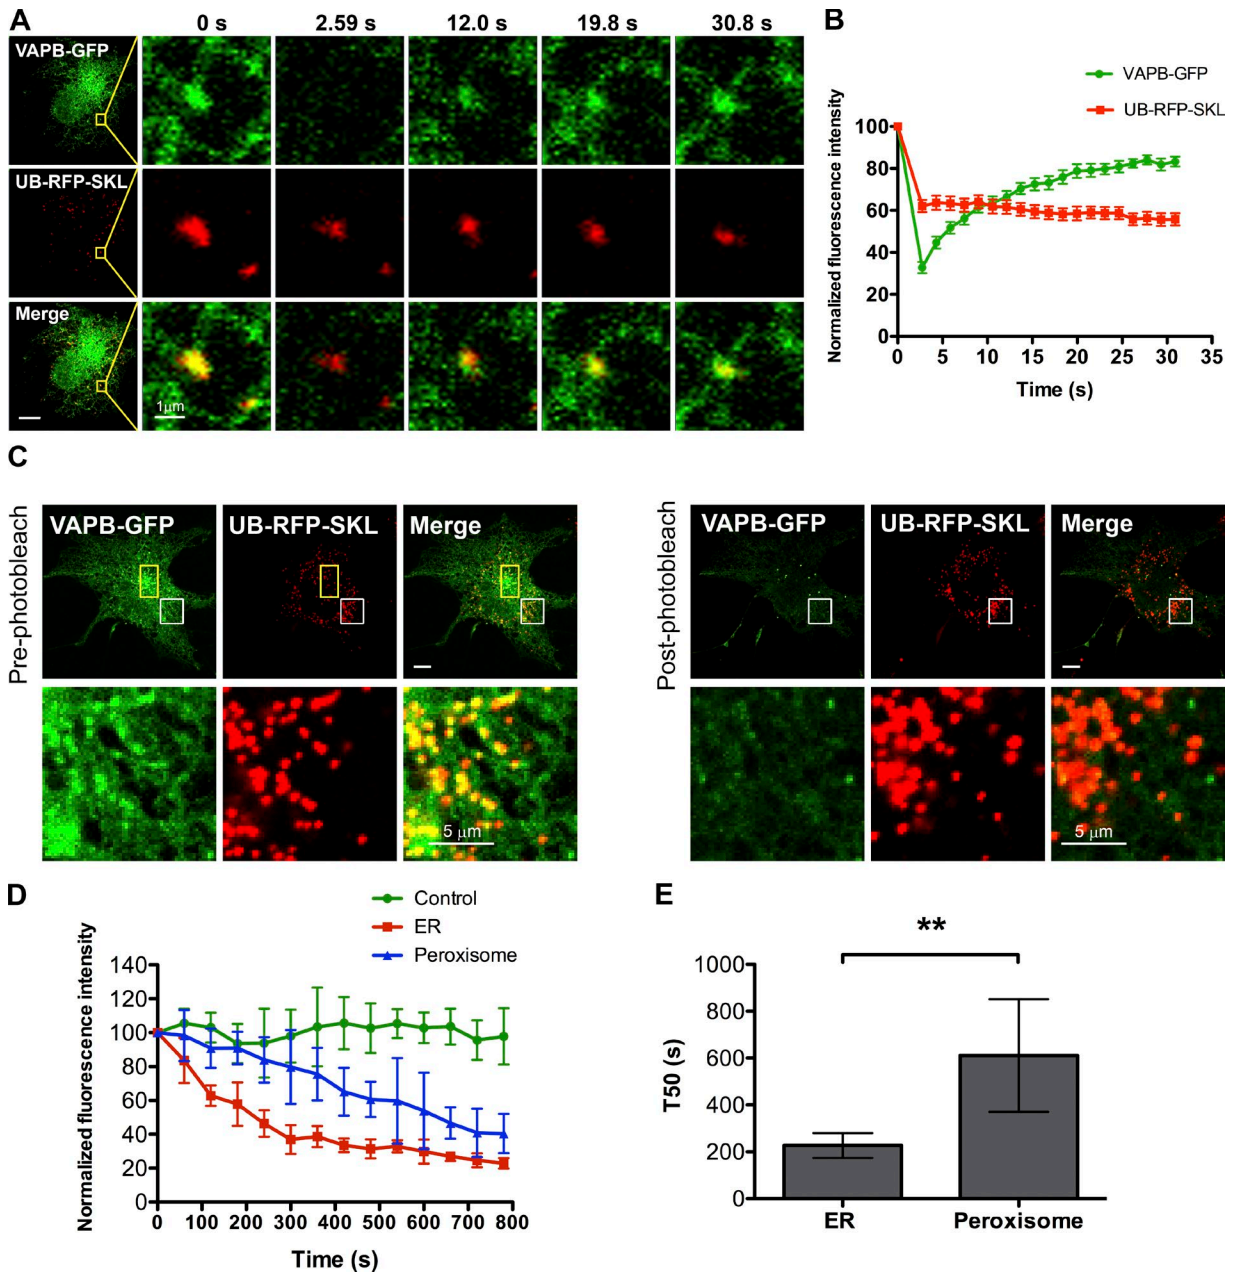 A
0 s 2.59 s 12.0 s 19.8 s 30.8 s
VAPB-GFP
UB-RFP-SKL
Merge
1μm
B
VAPB-GFP
UB-RFP-SKL
Normalized fluorescence intensity
100
80
60
40
20
0
0 5 10 15 20 25 30 35
Time (s)
C
Pre-photobleach
VAPB-GFP UB-RFP-SKL Merge
5 μm
Post-photobleach
VAPB-GFP UB-RFP-SKL Merge
5 μm
D
Control
ER
Peroxisome
Normalized fluorescence intensity
140
120
100
80
60
40
20
0
0 100 200 300 400 500 600 700 800
Time (s)
E
**
T50 (s)
1000
800
600
400
200
0
ER Peroxisome